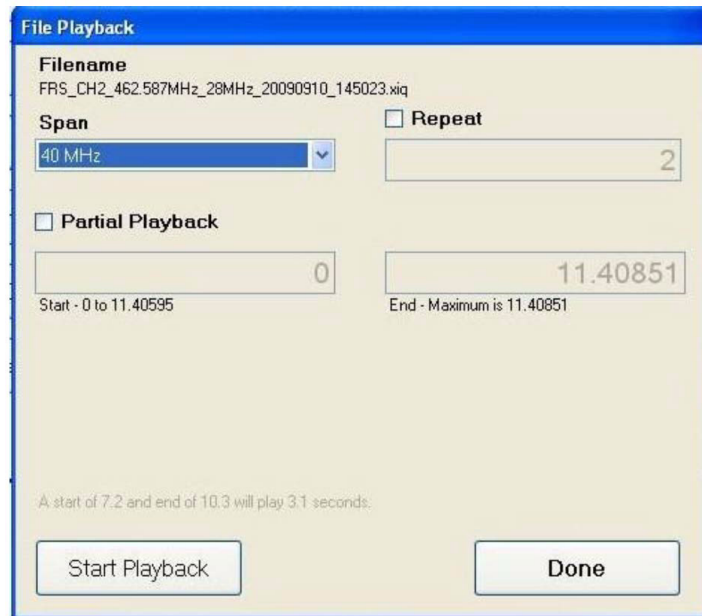 File Playback
Filename
FRS_CH2_462.587MHz_28MHz_20090910_145023.xiq
Span
Repeat
40 MHz
2
Partial Playback
0
11.40851
Start - 0 to 11.40595
End - Maximum is 11.40851
A start of 7.2 and end of 10.3 will play 3.1 seconds.
Start Playback
Done